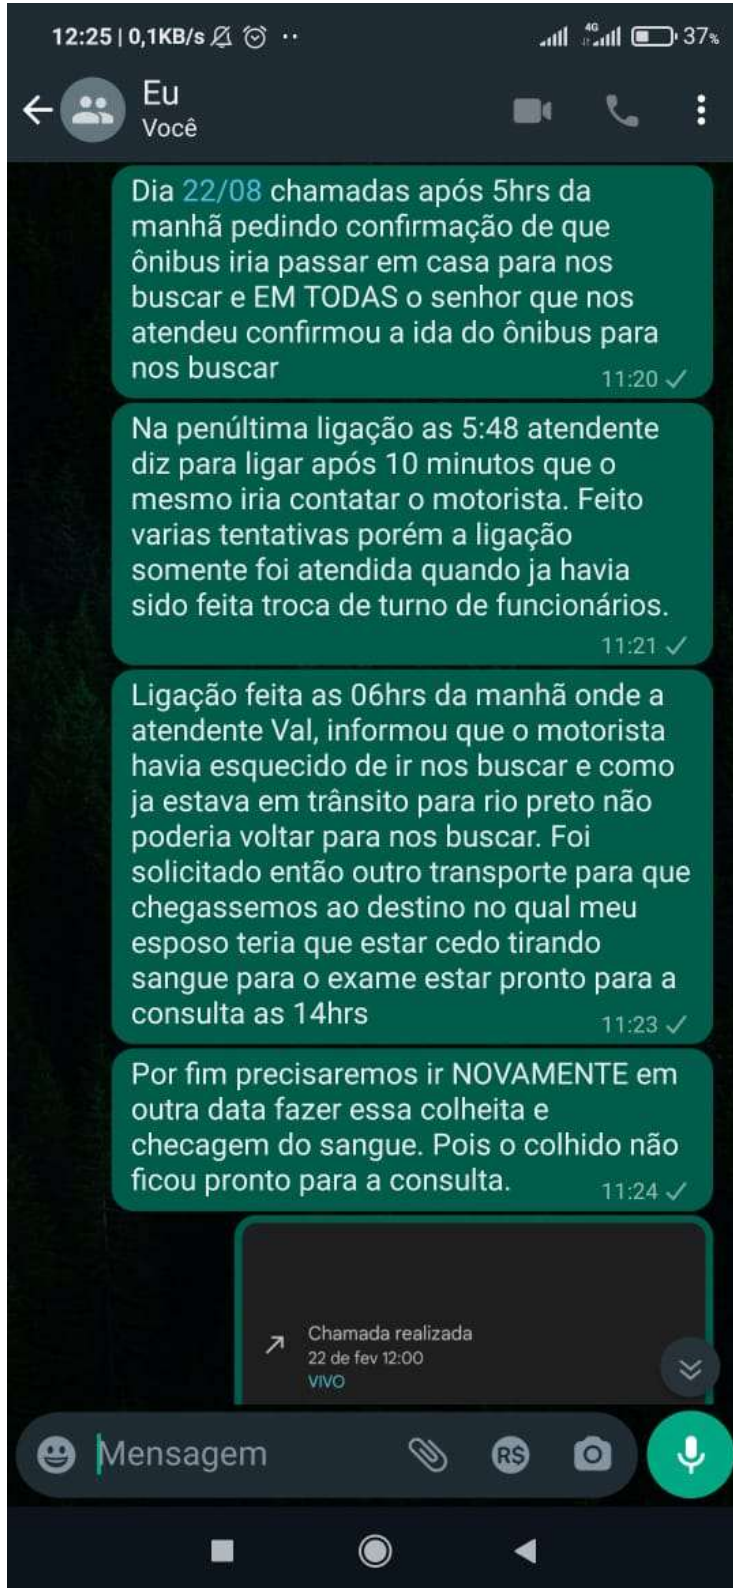 12:25 | 0,1KB/s
4G
37%
Eu
Você
Dia 22/08 chamadas após 5hrs da
manhã pedindo confirmação de que
ônibus iria passar em casa para nos
buscar e EM TODAS o senhor que nos
atendeu confirmou a ida do ônibus para
nos buscar
11:20
Na penúltima ligação as 5:48 atendente
diz para ligar após 10 minutos que o
mesmo iria contatar o motorista. Feito
varias tentativas porém a ligação
somente foi atendida quando ja havia
sido feita troca de turno de funcionários.
11:21
Ligação feita as 06hrs da manhã onde a
atendente Val, informou que o motorista
havia esquecido de ir nos buscar e como
ja estava em trânsito para rio preto não
poderia voltar para nos buscar. Foi
solicitado então outro transporte para que
chegassemos ao destino no qual meu
esposo teria que estar cedo tirando
sangue para o exame estar pronto para a
consulta as 14hrs
11:23
Por fim precisaremos ir NOVAMENTE em
outra data fazer essa colheita e
checagem do sangue. Pois o colhido não
ficou pronto para a consulta.
11:24
Chamada realizada
22 de fev 12:00
VIVO
Mensagem
R$